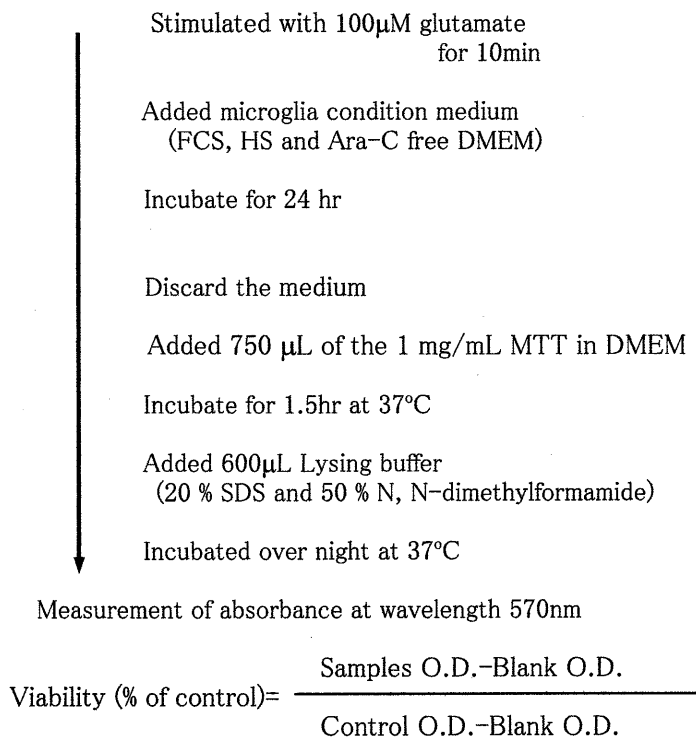 Stimulated with 100μM glutamate
for 10min
Added microglia condition medium
(FCS, HS and Ara-C free DMEM)
Incubate for 24 hr
Discard the medium
Added 750 μL of the 1 mg/mL MTT in DMEM
Incubate for 1.5hr at 37°C
Added 600μL Lysing buffer
(20 % SDS and 50 % N, N-dimethylformamide)
Incubated over night at 37°C
Measurement of absorbance at wavelength 570nm
Samples O.D.-Blank O.D.
Viability (% of control)=
Control O.D.-Blank O.D.